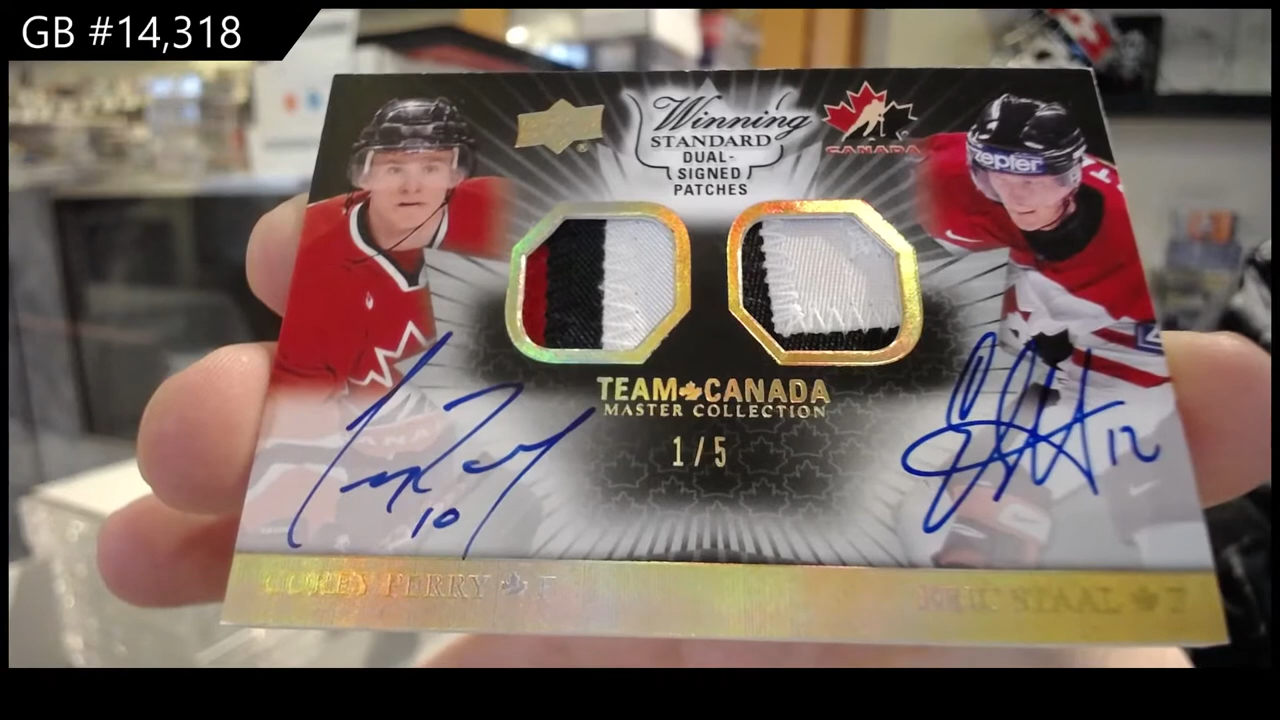 GB #14,318
Winning
STANDARD
DUAL-
SIGNED
PATCHES
CANADA
zepter
TEAM CANADA
MASTER COLLECTION
1/5
10
12
COREY PERRY F
ERIC STAAL F